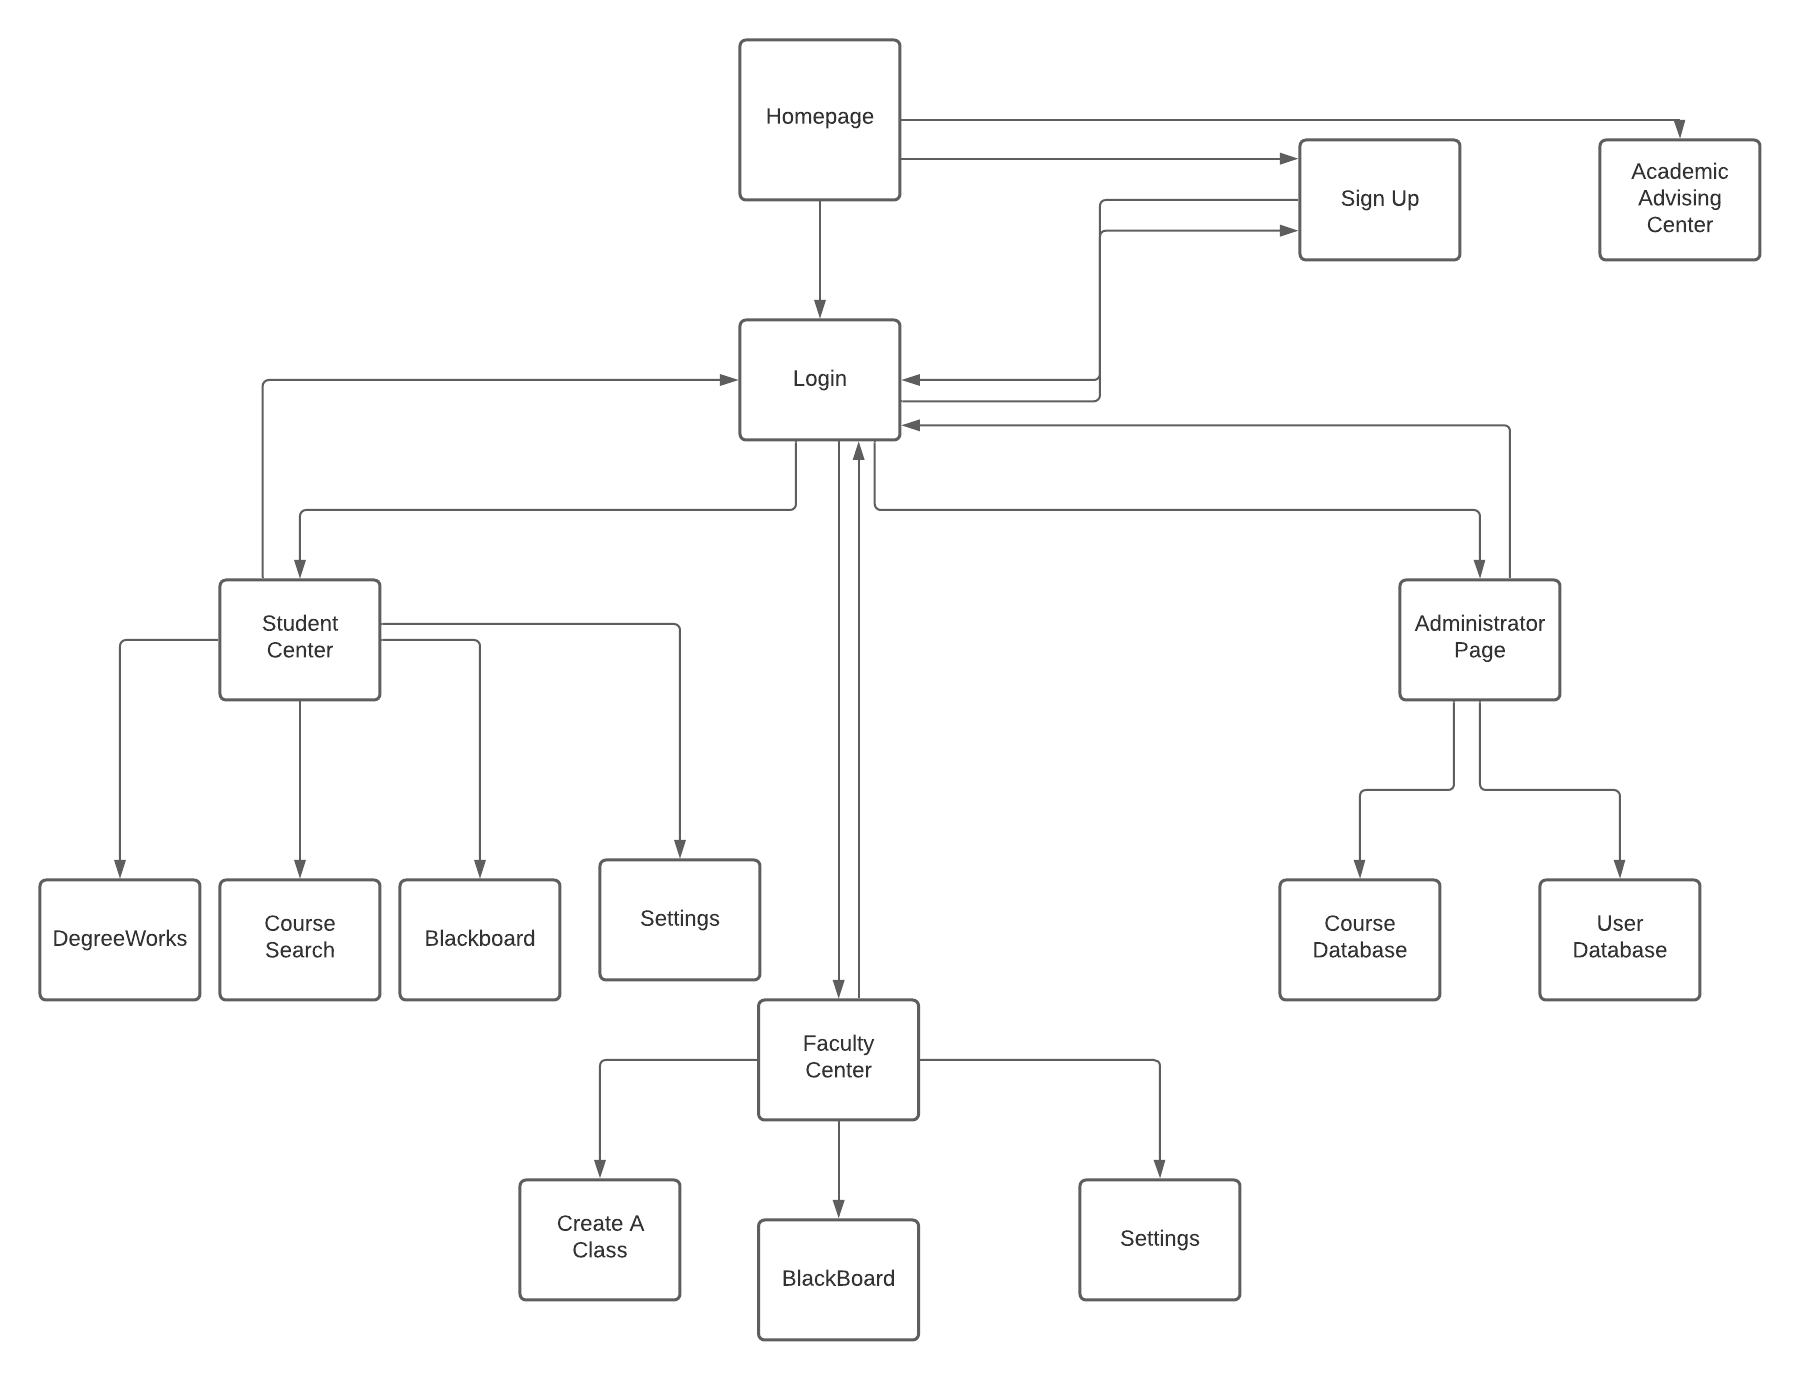 Homepage
Sign Up
Academic
Advising
Center
Login
Student
Center
Administrator
Page
DegreeWorks
Course
Search
Blackboard
Settings
Course
Database
User
Database
Faculty
Center
Create A
Class
BlackBoard
Settings